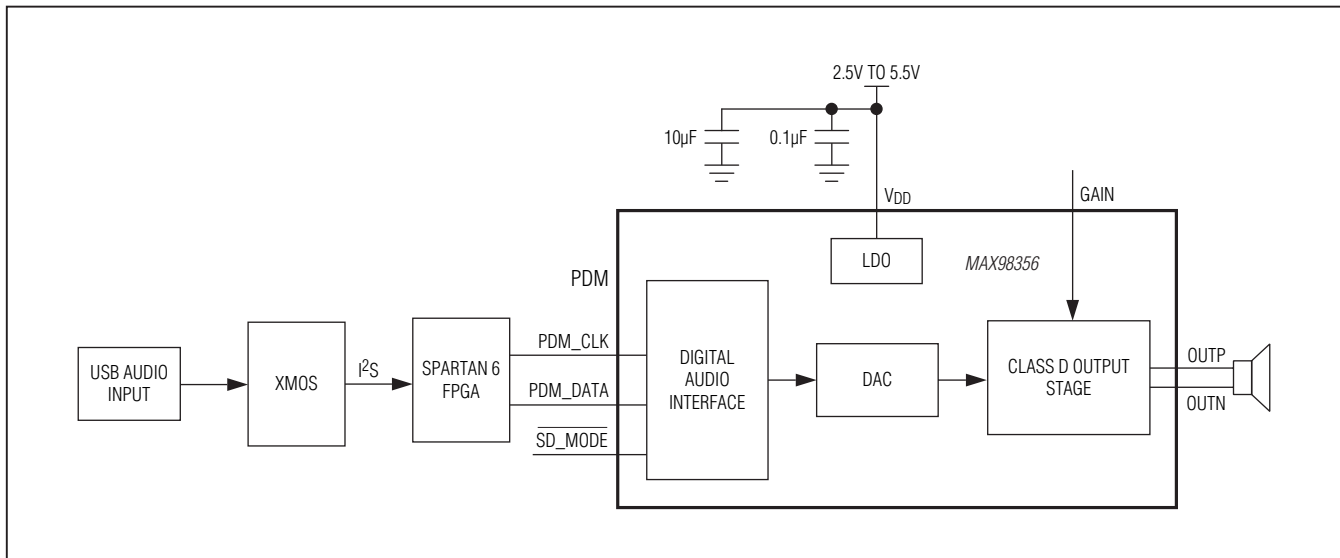 2.5V TO 5.5V
10µF
0.1µF
VDD
GAIN
LDO
MAX98356
PDM
USB AUDIO
INPUT
XMOS
I²S
SPARTAN 6
FPGA
PDM_CLK
PDM_DATA
SD_MODE
DIGITAL
AUDIO
INTERFACE
DAC
CLASS D OUTPUT
STAGE
OUTP
OUTN